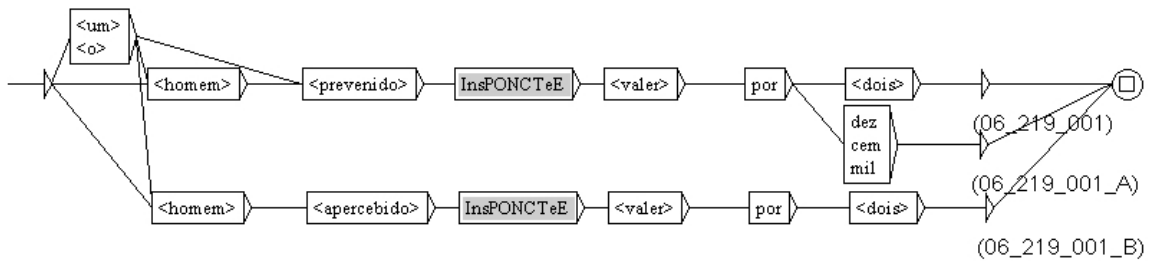 <um>
<o>
<homem> <prevenido> InsPONCTeE <valer> por <dois>
(06_219_001)
dez
cem
mil
(06_219_001_A)
<homem> <apercebido> InsPONCTeE <valer> por <dois>
(06_219_001_B)